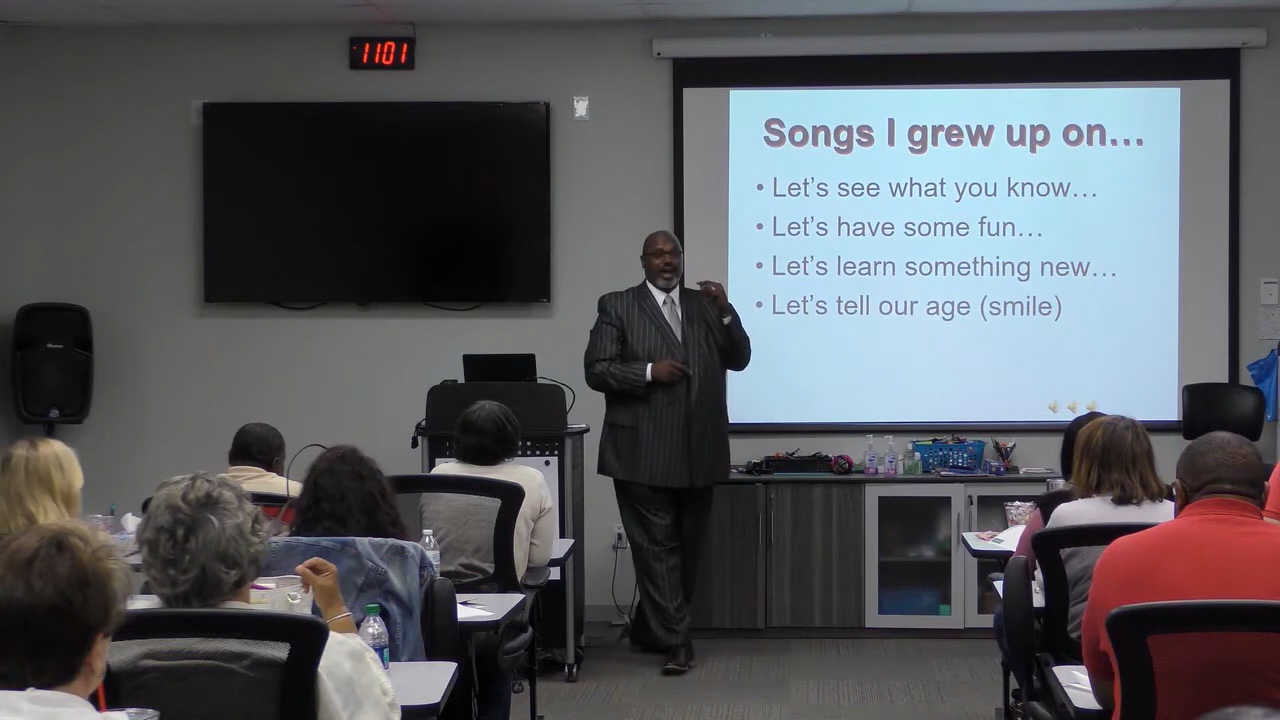 1101
Songs I grew up on…
• Let’s see what you know…
• Let’s have some fun…
• Let’s learn something new…
• Let’s tell our age (smile)